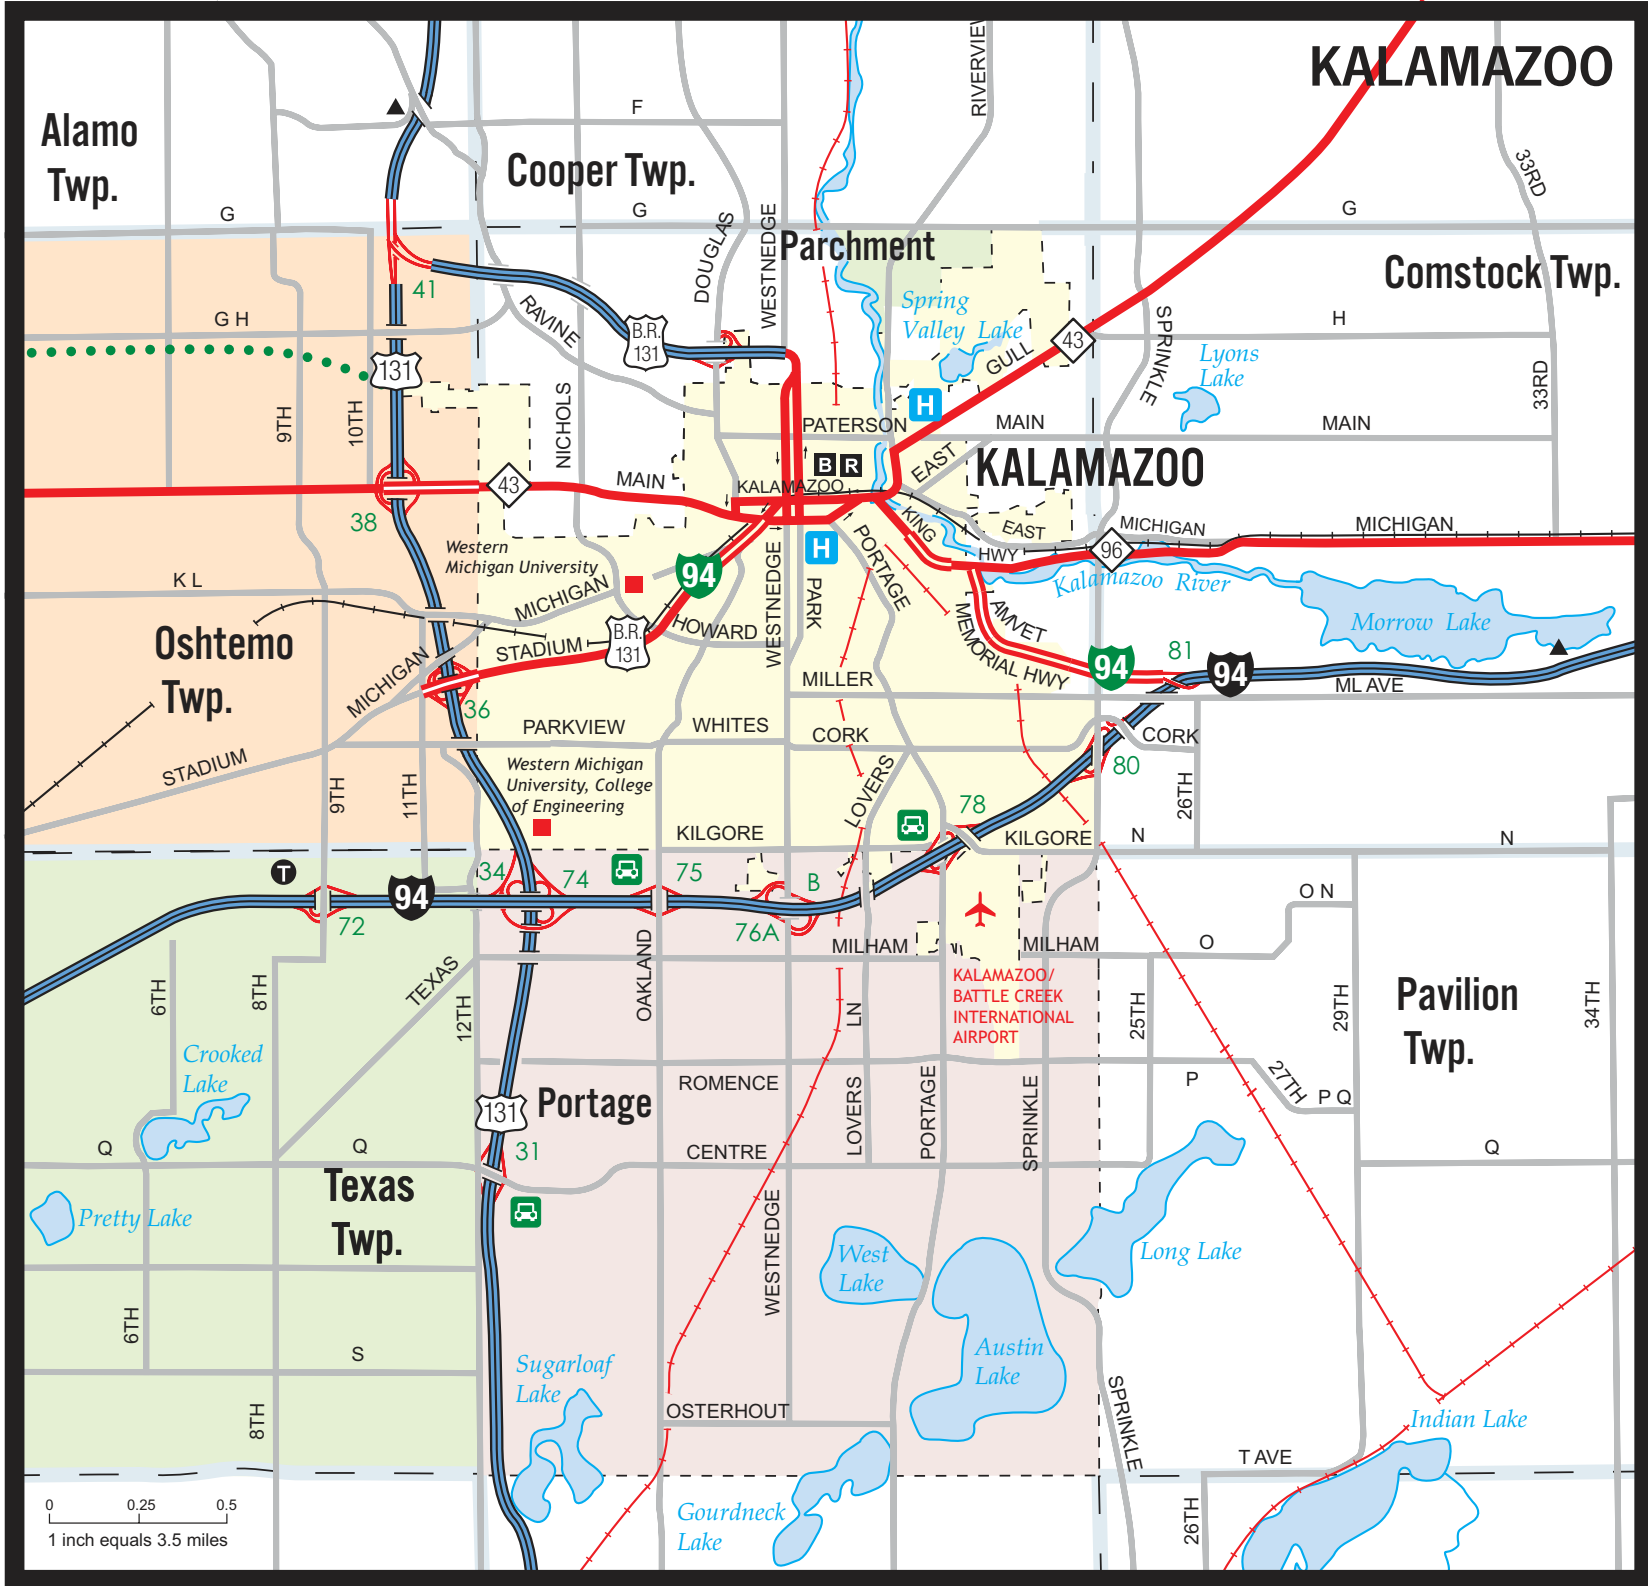 KALAMAZOO
RIVERVIEW
Alamo
Twp.
F
Cooper Twp.
33RD
G
G
G
DOUGLAS
WESTNEDGE
Parchment
Comstock Twp.
41
Spring
Valley Lake
G H
RAVINE
B.R.
131
43
SPRINKLE
H
GULL
Lyons
Lake
131
9TH
10TH
NICHOLS
H
33RD
PATERSON
MAIN
MAIN
B R
EAST
KALAMAZOO
MAIN
KALAMAZOO
43
38
KING
EAST
MICHIGAN
MICHIGAN
Western
Michigan University
H
PORTAGE
HWY
96
94
Kalamazoo River
K L
MICHIGAN
WESTNEDGE
PARK
AMVET
MEMORIAL HWY
Morrow Lake
Oshtemo
Twp.
STADIUM
B.R.
131
HOWARD
MICHIGAN
81
94
94
ML AVE
MILLER
36
PARKVIEW
WHITES
CORK
CORK
STADIUM
80
Western Michigan
University, College
of Engineering
9TH
11TH
LOVERS
26TH
78
KILGORE
KILGORE
N
N
T
34
74
75
B
94
72
76A
O N
MILHAM
MILHAM
O
6TH
8TH
TEXAS
12TH
OAKLAND
LN
KALAMAZOO/
BATTLE CREEK
INTERNATIONAL
AIRPORT
25TH
29TH
Pavilion
Twp.
34TH
Crooked
Lake
ROMENCE
P
27TH
P Q
131
Portage
LOVERS
PORTAGE
SPRINKLE
Q
Q
31
CENTRE
Q
Texas
Twp.
Pretty Lake
WESTNEDGE
West
Lake
Long Lake
6TH
S
Sugarloaf
Lake
Austin
Lake
8TH
OSTERHOUT
SPRINKLE
Indian Lake
T AVE
0 0.25 0.5
1 inch equals 3.5 miles
Gourdneck
Lake
26TH